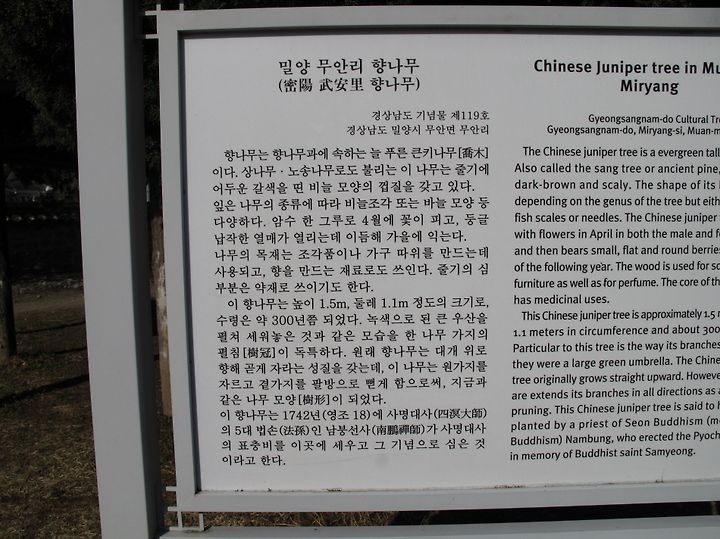 밀양 무안리 향나무
(密陽 武安里 향나무)
경상남도 기념물 제119호
경상남도 밀양시 무안면 무안리
향나무는 향나무과에 속하는 늘 푸른 큰키나무[喬木]
이다. 상나무 · 노송나무로도 불리는 이 나무는 줄기에
어두운 갈색을 띤 비늘 모양의 껍질을 갖고 있다.
잎은 나무의 종류에 따라 비늘조각 또는 바늘 모양 등
다양하다. 암수 한 그루로 4월에 꽃이 피고, 둥글
납작한 열매가 열리는데 이듬해 가을에 익는다.
나무의 목재는 조각품이나 가구 따위를 만드는데
사용되고, 향을 만드는 재료로도 쓰인다. 줄기의 심
부분은 약재로 쓰이기도 한다.
이 향나무는 높이 1.5m, 둘레 1.1m 정도의 크기로,
수령은 약 300년쯤 되었다. 녹색으로 된 큰 우산을
펼쳐 세워놓은 것과 같은 모습을 한 나무 가지의
펼침[樹冠]이 독특하다. 원래 향나무는 대개 위로
향해 곧게 자라는 성질을 갖는데, 이 나무는 원가지를
자르고 곁가지를 팔방으로 뻗게 함으로써, 지금과
같은 나무 모양[樹形]이 되었다.
이 향나무는 1742년(영조 18)에 사명대사(四溟大師)
의 5대 법손(法孫)인 남붕선사(南鵬禪師)가 사명대사
의 표충비를 이곳에 세우고 그 기념으로 심은 것
이라고 한다.
Chinese Juniper tree in Mu
Miryang
Gyeongsangnam-do Cultural Tre
Gyeongsangnam-do, Miryang-si, Muan-m
The Chinese juniper tree is a evergreen tall
Also called the sang tree or ancient pine,
dark-brown and scaly. The shape of its
depending on the genus of the tree but eith
fish scales or needles. The Chinese juniper
with flowers in April in both the male and fe
and then bears small, flat and round berries
of the following year. The wood is used for sc
furniture as well as for perfume. The core of th
has medicinal uses.
This Chinese juniper tree is approximately 1.5 m
1.1 meters in circumference and about 300
Particular to this tree is the way its branches
they were a large green umbrella. The Chine
tree originally grows straight upward. Howeve
are extends its branches in all directions as a
pruning. This Chinese juniper tree is said to h
planted by a priest of Seon Buddhism (me
Buddhism) Nambung, who erected the Pyoch
in memory of Buddhist saint Samyeong.